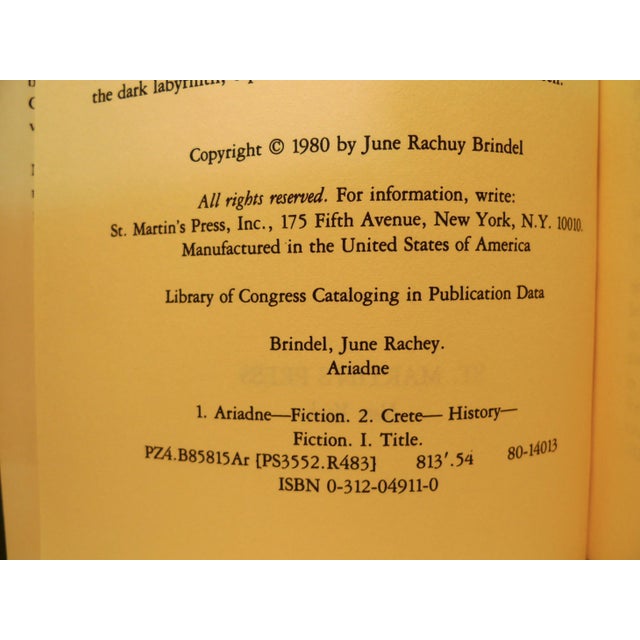 the dark labyrinth,
Copyright © 1980 by June Rachuy Brindel
All rights reserved. For information, write:
St. Martin's Press, Inc., 175 Fifth Avenue, New York, N.Y. 10010.
Manufactured in the United States of America
Library of Congress Cataloging in Publication Data
Brindel, June Rachey.
Ariadne
1. Ariadne—Fiction. 2. Crete— History—
Fiction. I. Title.
PZ4.B85815Ar [PS3552.R483] 813'.54 80-14013
ISBN 0-312-04911-0